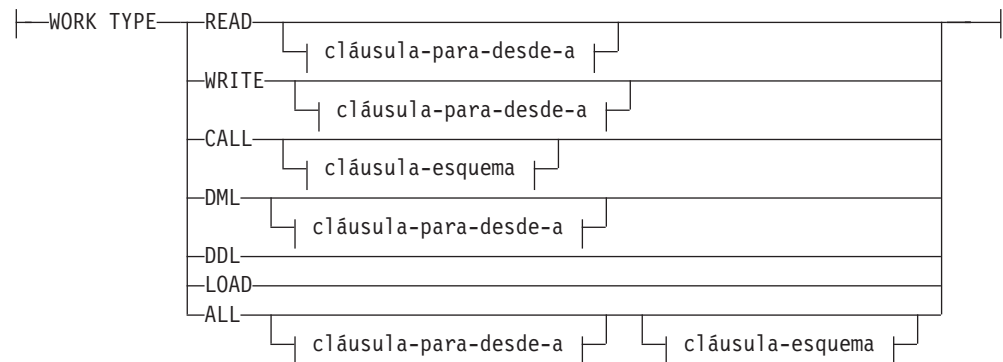 WORK TYPE READ
cláusula-para-desde-a
WRITE
cláusula-para-desde-a
CALL
cláusula-esquema
DML
cláusula-para-desde-a
DDL
LOAD
ALL
cláusula-para-desde-a cláusula-esquema